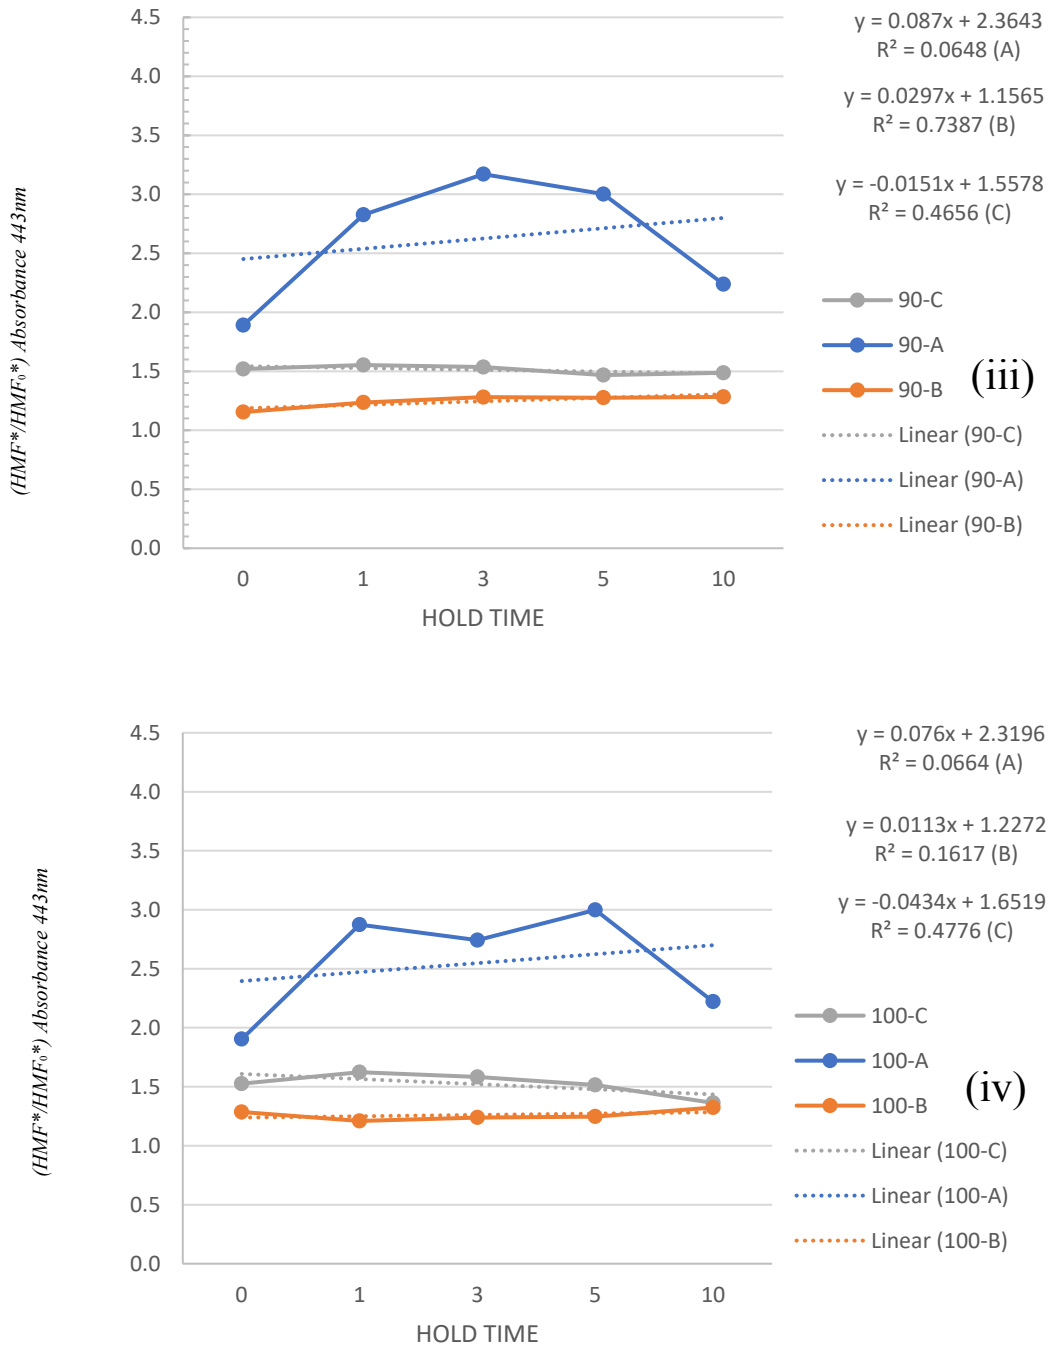 4.5
4.0
3.5
3.0
2.5
2.0
1.5
1.0
0.5
0.0
(HMF*/HMF₀*) Absorbance 443nm
0 1 3 5 10
HOLD TIME
y = 0.087x + 2.3643
R² = 0.0648 (A)
y = 0.0297x + 1.1565
R² = 0.7387 (B)
y = -0.0151x + 1.5578
R² = 0.4656 (C)
90-C
90-A
90-B
Linear (90-C)
Linear (90-A)
Linear (90-B)
(iii)
4.5
4.0
3.5
3.0
2.5
2.0
1.5
1.0
0.5
0.0
(HMF*/HMF₀*) Absorbance 443nm
0 1 3 5 10
HOLD TIME
y = 0.076x + 2.3196
R² = 0.0664 (A)
y = 0.0113x + 1.2272
R² = 0.1617 (B)
y = -0.0434x + 1.6519
R² = 0.4776 (C)
100-C
100-A
100-B
Linear (100-C)
Linear (100-A)
Linear (100-B)
(iv)